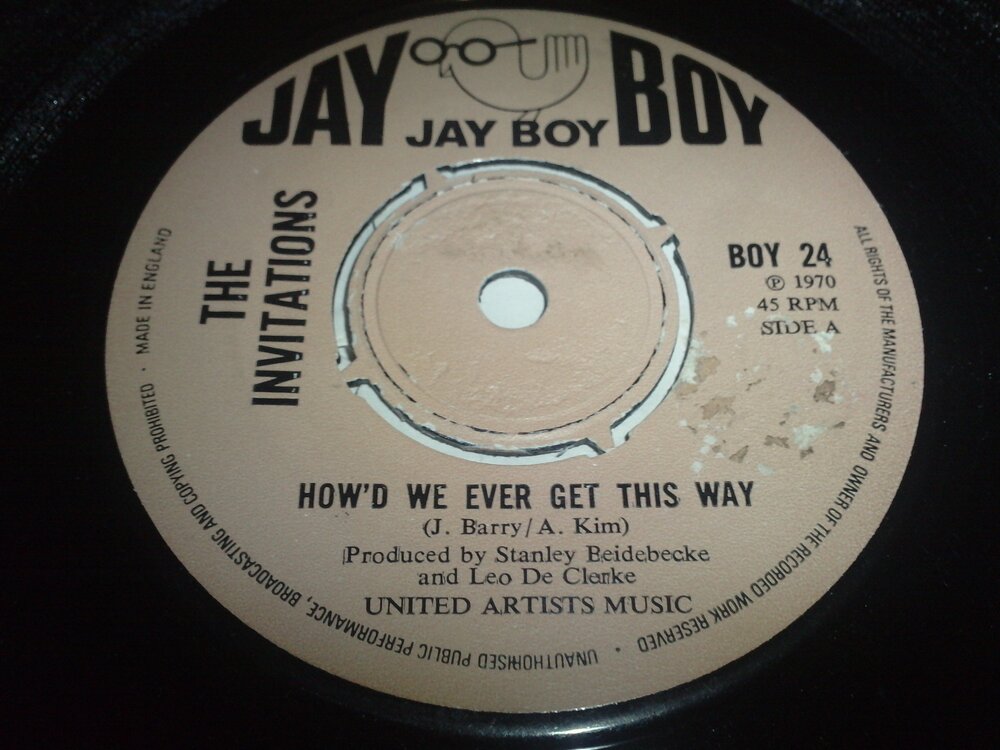 JAY BOY
JAY BOY
THE
INVITATIONS
BOY 24
℗ 1970
45 RPM
SIDE A
HOW'D WE EVER GET THIS WAY
(J. Barry/A. Kim)
Produced by Stanley Beidebecke
and Leo De Clerke
UNITED ARTISTS MUSIC
ALL RIGHTS OF THE MANUFACTURERS AND OWNER OF THE RECORDED WORK RESERVED · UNAUTHORISED PUBLIC PERFORMANCE, BROADCASTING AND COPYING PROHIBITED · MADE IN ENGLAND